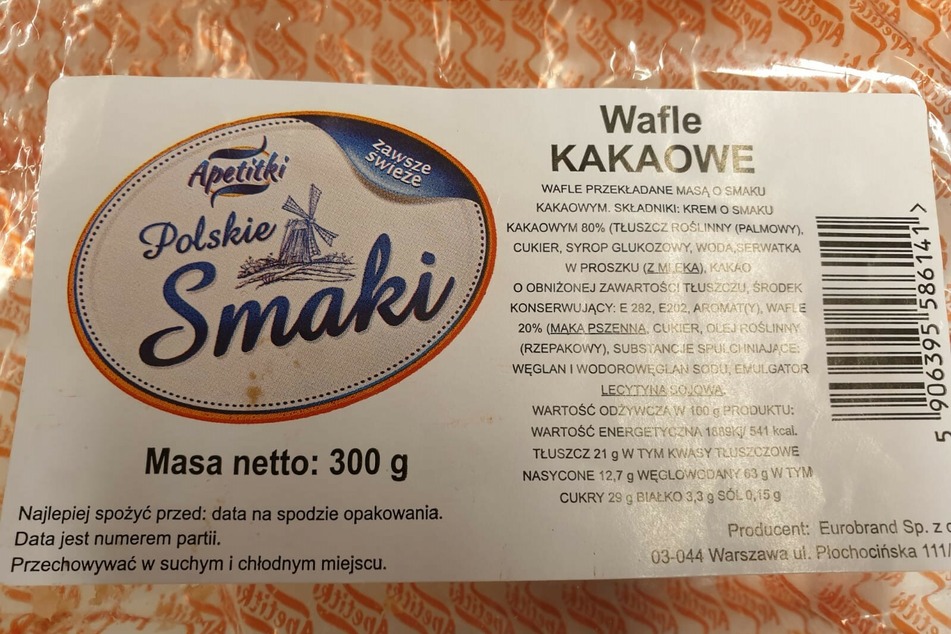 Apetitki
zawsze
świeże
Polskie
Smaki
Masa netto: 300 g
Najlepiej spożyć przed: data na spodzie opakowania.
Data jest numerem partii.
Przechowywać w suchym i chłodnym miejscu.
Wafle
KAKAOWE
WAFLE PRZEKŁADANE MASĄ O SMAKU
KAKAOWYM. SKŁADNIKI: KREM O SMAKU
KAKAOWYM 80% (TŁUSZCZ ROŚLINNY (PALMOWY),
CUKIER, SYROP GLUKOZOWY, WODA,SERWATKA
W PROSZKU (Z MLEKA), KAKAO
O OBNIŻONEJ ZAWARTOŚCI TŁUSZCZU, ŚRODEK
KONSERWUJĄCY: E 282, E202, AROMAT(Y), WAFLE
20% (MĄKA PSZENNA, CUKIER, OLEJ ROŚLINNY
(RZEPAKOWY), SUBSTANCJE SPULCHNIAJĄCE:
WĘGLAN I WODOROWĘGLAN SODU, EMULGATOR
LECYTYNA SOJOWA.
WARTOŚĆ ODŻYWCZA W 100 g PRODUKTU:
WARTOŚĆ ENERGETYCZNA 1889Kj/ 541 kcal.
TŁUSZCZ 21 g W TYM KWASY TŁUSZCZOWE
NASYCONE 12,7 g WĘGLOWODANY 63 g W TYM
CUKRY 29 g BIAŁKO 3,3 g SÓL 0,15 g
Producent: Eurobrand Sp. z o
03-044 Warszawa ul. Płochocińska 111/
5 906395 586141 >